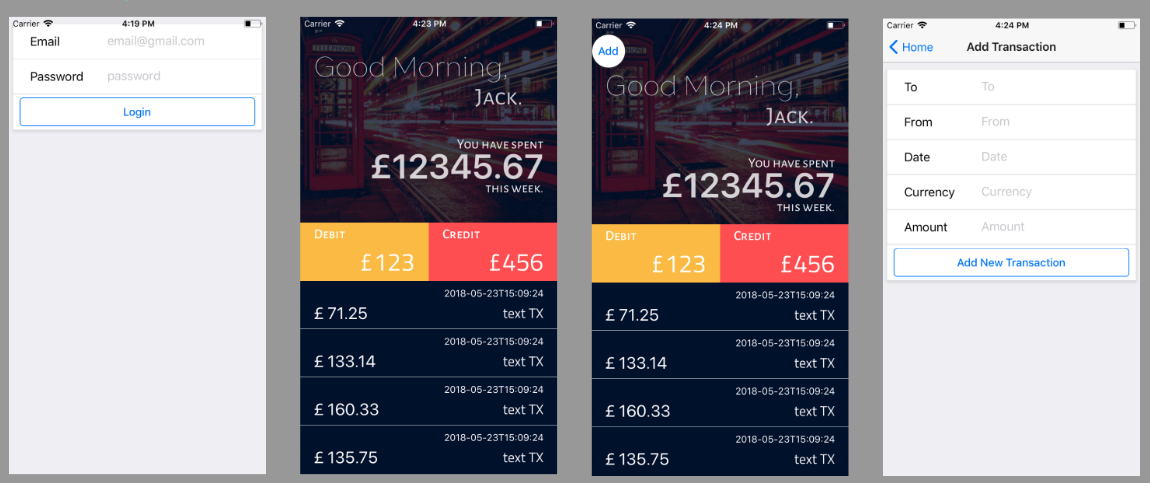 Carrier 4:19 PM
Email email@gmail.com
Password password
Login
Carrier 4:23 PM
TELEPHONE
Good Morning,
Jack.
You have spent
£12345.67
this week.
Debit Credit
£123 £456
2018-05-23T15:09:24
£ 71.25 text TX
2018-05-23T15:09:24
£ 133.14 text TX
2018-05-23T15:09:24
£ 160.33 text TX
2018-05-23T15:09:24
£ 135.75 text TX
Carrier 4:24 PM
Add
Good Morning,
Jack.
You have spent
£12345.67
this week.
Debit Credit
£123 £456
2018-05-23T15:09:24
£ 71.25 text TX
2018-05-23T15:09:24
£ 133.14 text TX
2018-05-23T15:09:24
£ 160.33 text TX
2018-05-23T15:09:24
£ 135.75 text TX
Carrier 4:24 PM
Home Add Transaction
To To
From From
Date Date
Currency Currency
Amount Amount
Add New Transaction